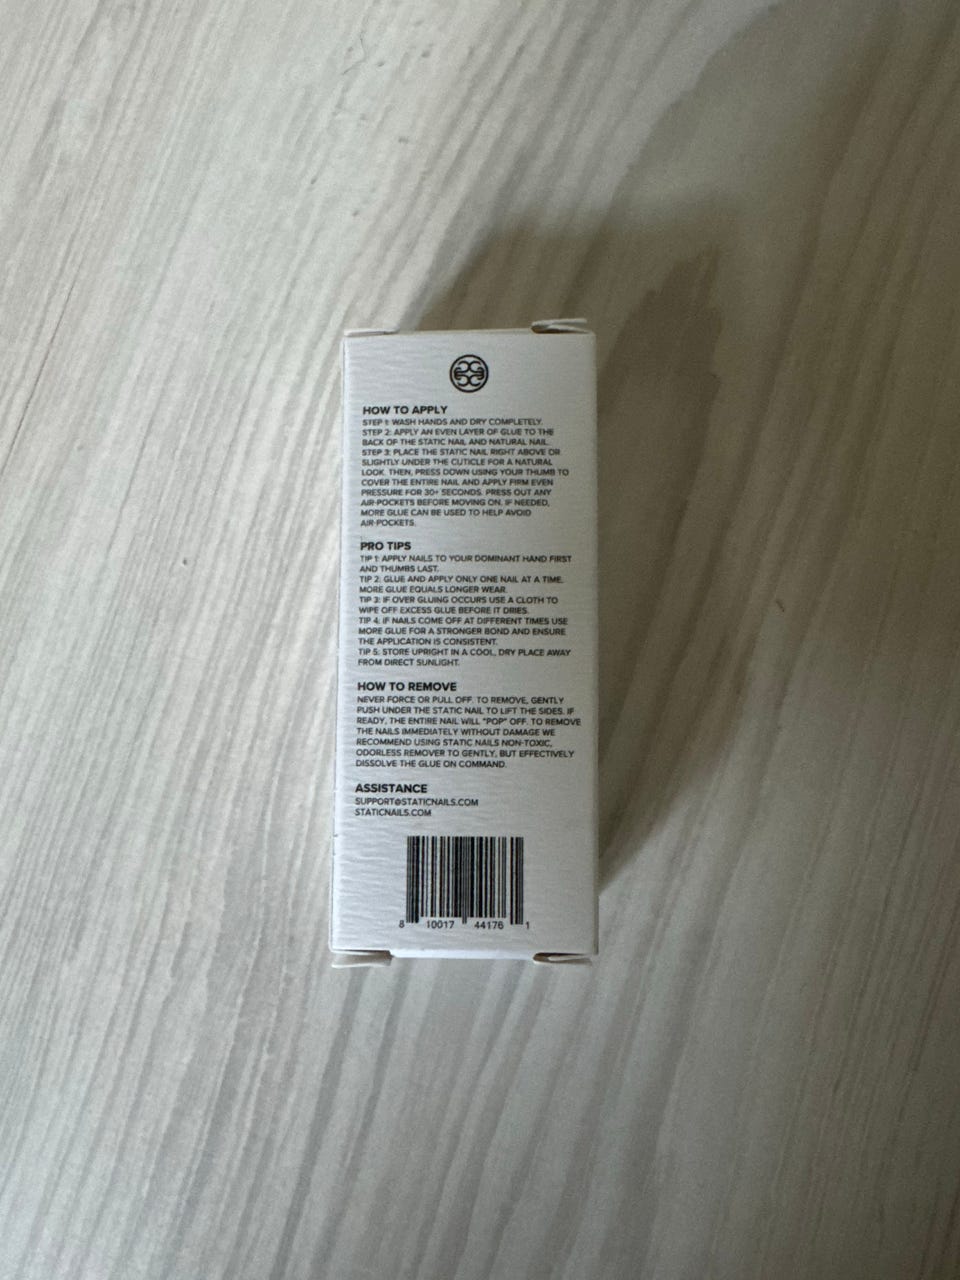 HOW TO APPLY
STEP 1: WASH HANDS AND DRY COMPLETELY.
STEP 2: APPLY AN EVEN LAYER OF GLUE TO THE
BACK OF THE STATIC NAIL AND NATURAL NAIL.
STEP 3: PLACE THE STATIC NAIL RIGHT ABOVE OR
SLIGHTLY UNDER THE CUTICLE FOR A NATURAL
LOOK. THEN, PRESS DOWN USING YOUR THUMB TO
COVER THE ENTIRE NAIL AND APPLY FIRM EVEN
PRESSURE FOR 30+ SECONDS. PRESS OUT ANY
AIR-POCKETS BEFORE MOVING ON. IF NEEDED,
MORE GLUE CAN BE USED TO HELP AVOID
AIR-POCKETS.
PRO TIPS
TIP 1: APPLY NAILS TO YOUR DOMINANT HAND FIRST
AND THUMBS LAST.
TIP 2: GLUE AND APPLY ONLY ONE NAIL AT A TIME.
MORE GLUE EQUALS LONGER WEAR.
TIP 3: IF OVER GLUING OCCURS USE A CLOTH TO
WIPE OFF EXCESS GLUE BEFORE IT DRIES.
TIP 4: IF NAILS COME OFF AT DIFFERENT TIMES USE
MORE GLUE FOR A STRONGER BOND AND ENSURE
THE APPLICATION IS CONSISTENT.
TIP 5: STORE UPRIGHT IN A COOL, DRY PLACE AWAY
FROM DIRECT SUNLIGHT.
HOW TO REMOVE
NEVER FORCE OR PULL OFF. TO REMOVE, GENTLY
PUSH UNDER THE STATIC NAIL TO LIFT THE SIDES. IF
READY, THE ENTIRE NAIL WILL "POP" OFF. TO REMOVE
THE NAILS IMMEDIATELY WITHOUT DAMAGE WE
RECOMMEND USING STATIC NAILS NON-TOXIC,
ODORLESS REMOVER TO GENTLY, BUT EFFECTIVELY
DISSOLVE THE GLUE ON COMMAND.
ASSISTANCE
SUPPORT@STATICNAILS.COM
STATICNAILS.COM
8 10017 44176 1